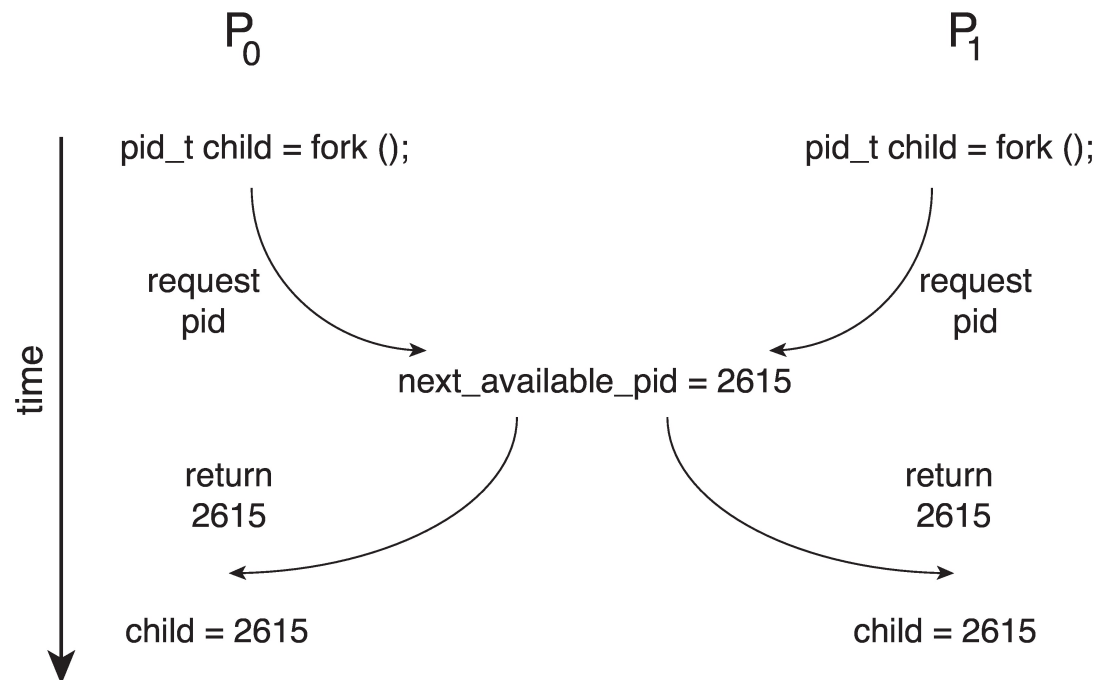 P0
P1
pid_t child = fork ();
pid_t child = fork ();
request
pid
request
pid
time
next_available_pid = 2615
return
2615
return
2615
child = 2615
child = 2615